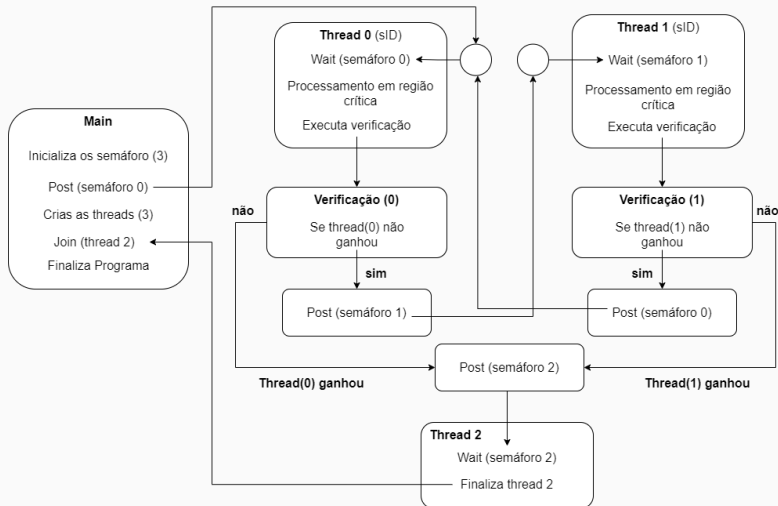 Main
Inicializa os semáforo (3)
Post (semáforo 0)
Crias as threads (3)
Join (thread 2)
Finaliza Programa
Thread 0 (sID)
Wait (semáforo 0)
Processamento em região
crítica
Executa verificação
Thread 1 (sID)
Wait (semáforo 1)
Processamento em região
crítica
Executa verificação
não
Verificação (0)
Se thread(0) não
ganhou
sim
Post (semáforo 1)
Verificação (1)
Se thread(1) não
ganhou
não
sim
Post (semáforo 0)
Thread(0) ganhou
Post (semáforo 2)
Thread(1) ganhou
Thread 2
Wait (semáforo 2)
Finaliza thread 2